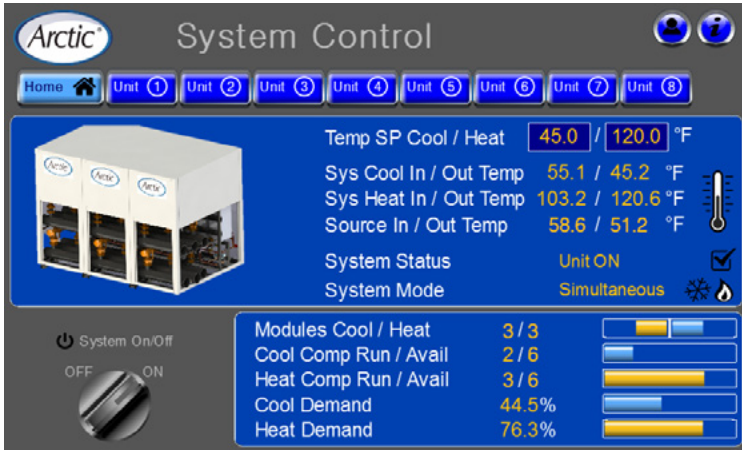 Arctic System Control
Home Unit 1 Unit 2 Unit 3 Unit 4 Unit 5 Unit 6 Unit 7 Unit 8
Temp SP Cool / Heat 45.0 / 120.0 °F
Arctic Arctic Arctic
Sys Cool In / Out Temp 55.1 / 45.2 °F
Sys Heat In / Out Temp 103.2 / 120.6 °F
Source In / Out Temp 58.6 / 51.2 °F
System Status Unit ON
System Mode Simultaneous
System On/Off
OFF ON
Modules Cool / Heat 3 / 3
Cool Comp Run / Avail 2 / 6
Heat Comp Run / Avail 3 / 6
Cool Demand 44.5%
Heat Demand 76.3%